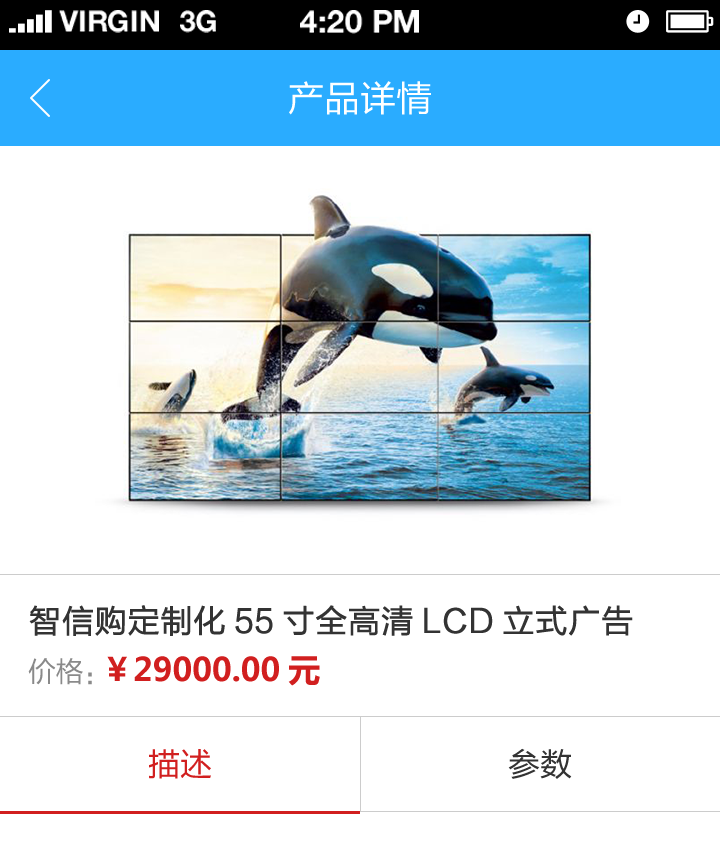 VIRGIN 3G 4:20 PM
产品详情
智信购定制化 55 寸全高清 LCD 立式广告
价格: ¥29000.00 元
描述 参数